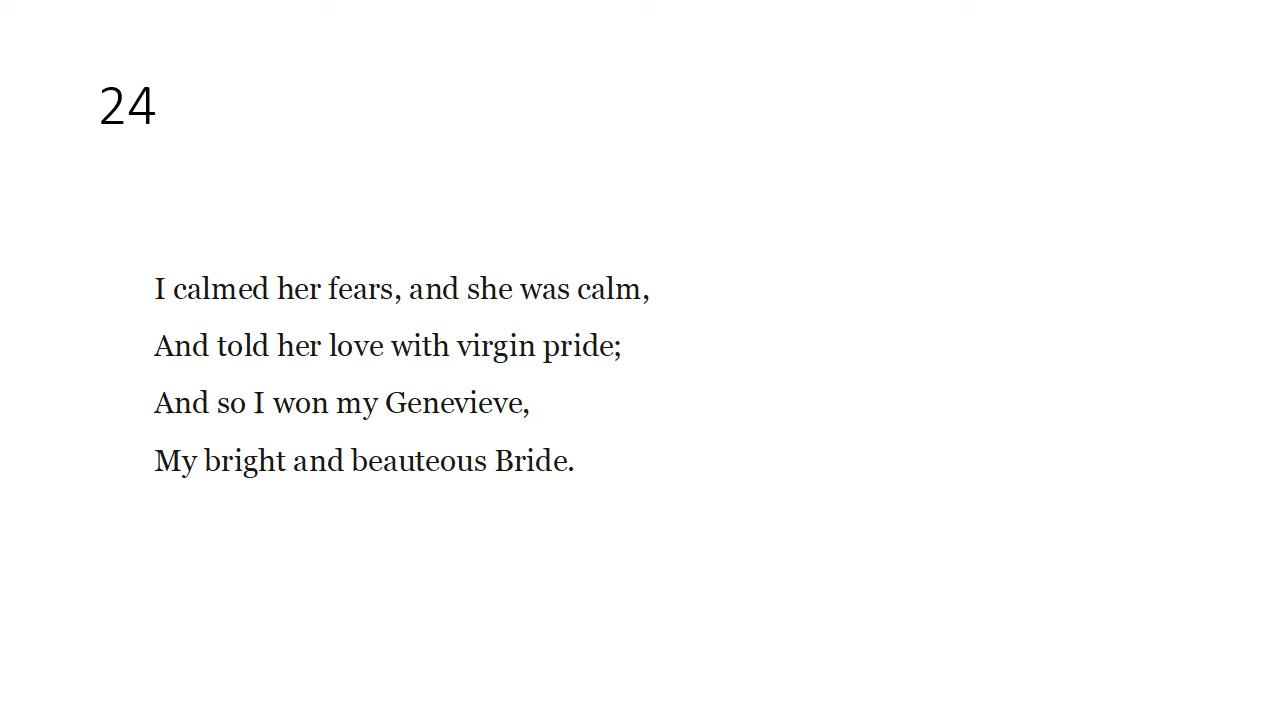 24
I calmed her fears, and she was calm,
And told her love with virgin pride;
And so I won my Genevieve,
My bright and beauteous Bride.